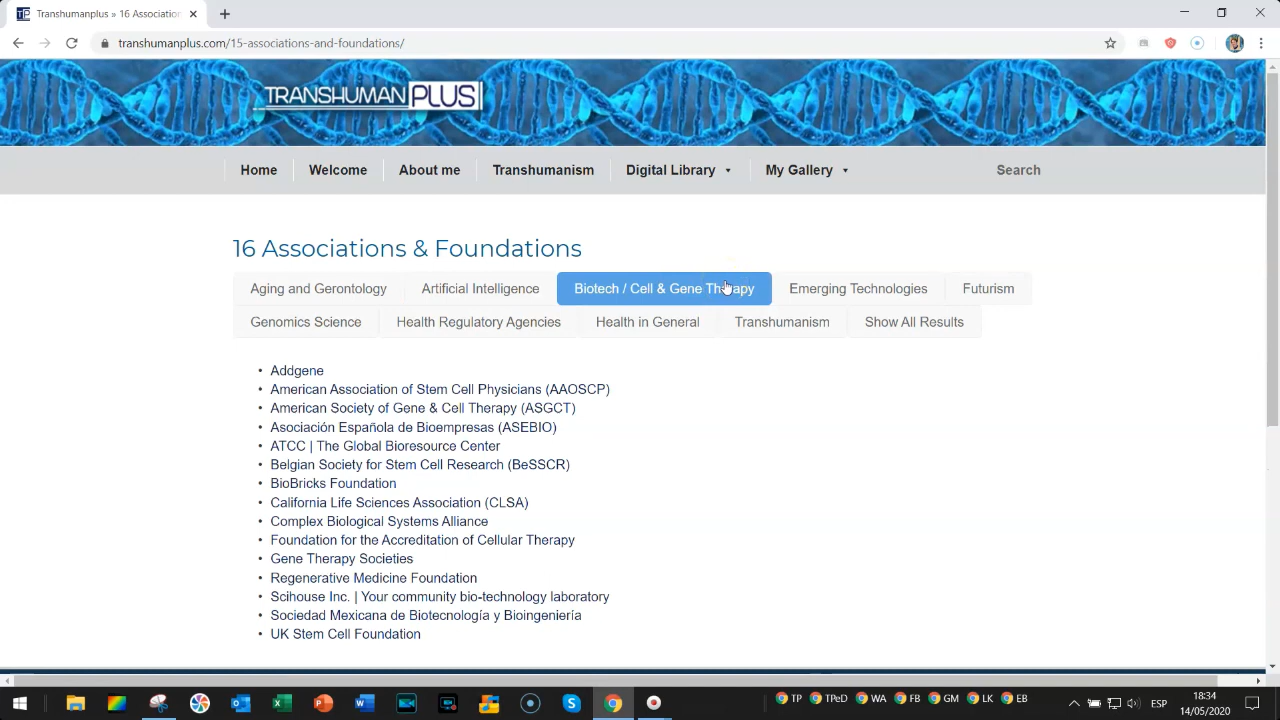 TP Transhumanplus » 16 Association
transhumanplus.com/15-associations-and-foundations/
TRANSHUMAN PLUS
Home Welcome About me Transhumanism Digital Library My Gallery Search
16 Associations & Foundations
Aging and Gerontology Artificial Intelligence Biotech / Cell & Gene Therapy Emerging Technologies Futurism
Genomics Science Health Regulatory Agencies Health in General Transhumanism Show All Results
• Addgene
• American Association of Stem Cell Physicians (AAOSCP)
• American Society of Gene & Cell Therapy (ASGCT)
• Asociación Española de Bioempresas (ASEBIO)
• ATCC | The Global Bioresource Center
• Belgian Society for Stem Cell Research (BeSSCR)
• BioBricks Foundation
• California Life Sciences Association (CLSA)
• Complex Biological Systems Alliance
• Foundation for the Accreditation of Cellular Therapy
• Gene Therapy Societies
• Regenerative Medicine Foundation
• Scihouse Inc. | Your community bio-technology laboratory
• Sociedad Mexicana de Biotecnología y Bioingeniería
• UK Stem Cell Foundation
TP TPeD WA FB GM LK EB ESP 18:34
14/05/2020